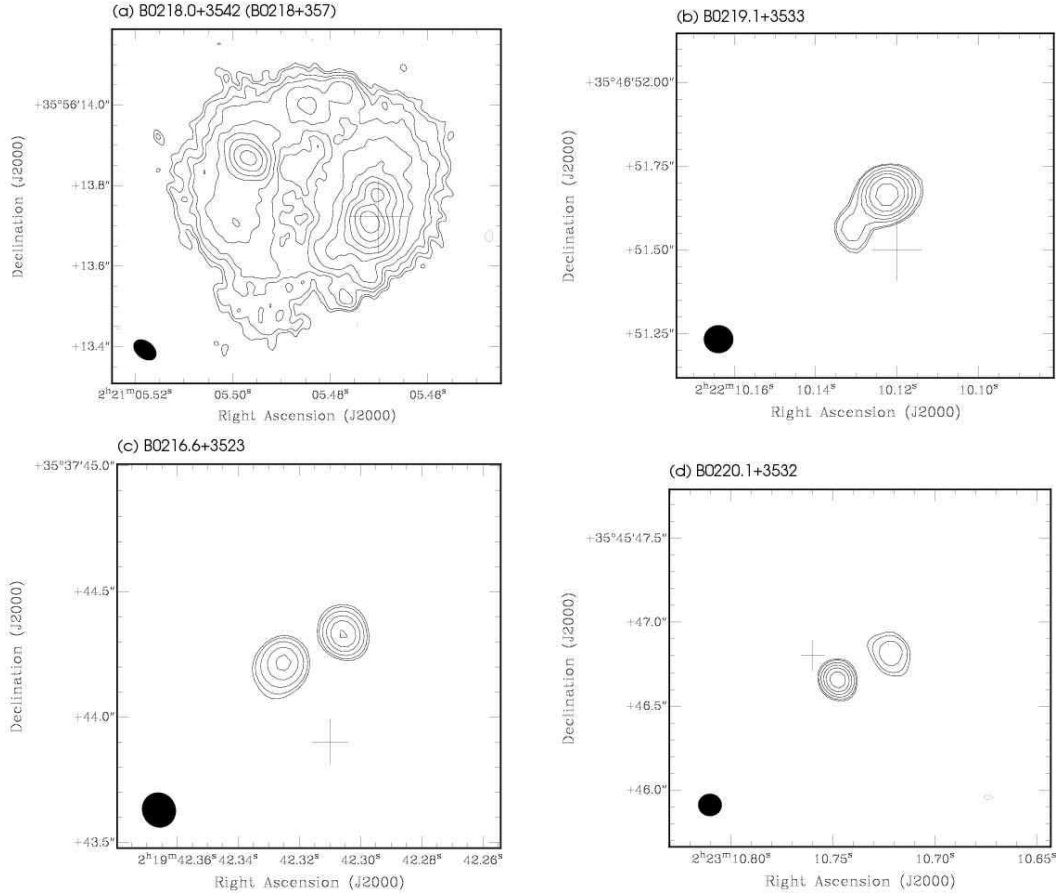 (a) B0218.0+3542 (B0218+357)
Declination (J2000)
+35°56'14.0"
+13.8"
+13.6"
+13.4"
2h21m05.52s
05.50s
05.48s
05.46s
Right Ascension (J2000)
(b) B0219.1+3533
Declination (J2000)
+35°46'52.00"
+51.75"
+51.50"
+51.25"
2h22m10.16s
10.14s
10.12s
10.10s
Right Ascension (J2000)
(c) B0216.6+3523
Declination (J2000)
+35°37'45.0"
+44.5"
+44.0"
+43.5"
2h19m42.36s
42.34s
42.32s
42.30s
42.28s
42.26s
Right Ascension (J2000)
(d) B0220.1+3532
Declination (J2000)
+35°45'47.5"
+47.0"
+46.5"
+46.0"
2h23m10.80s
10.75s
10.70s
10.65s
Right Ascension (J2000)